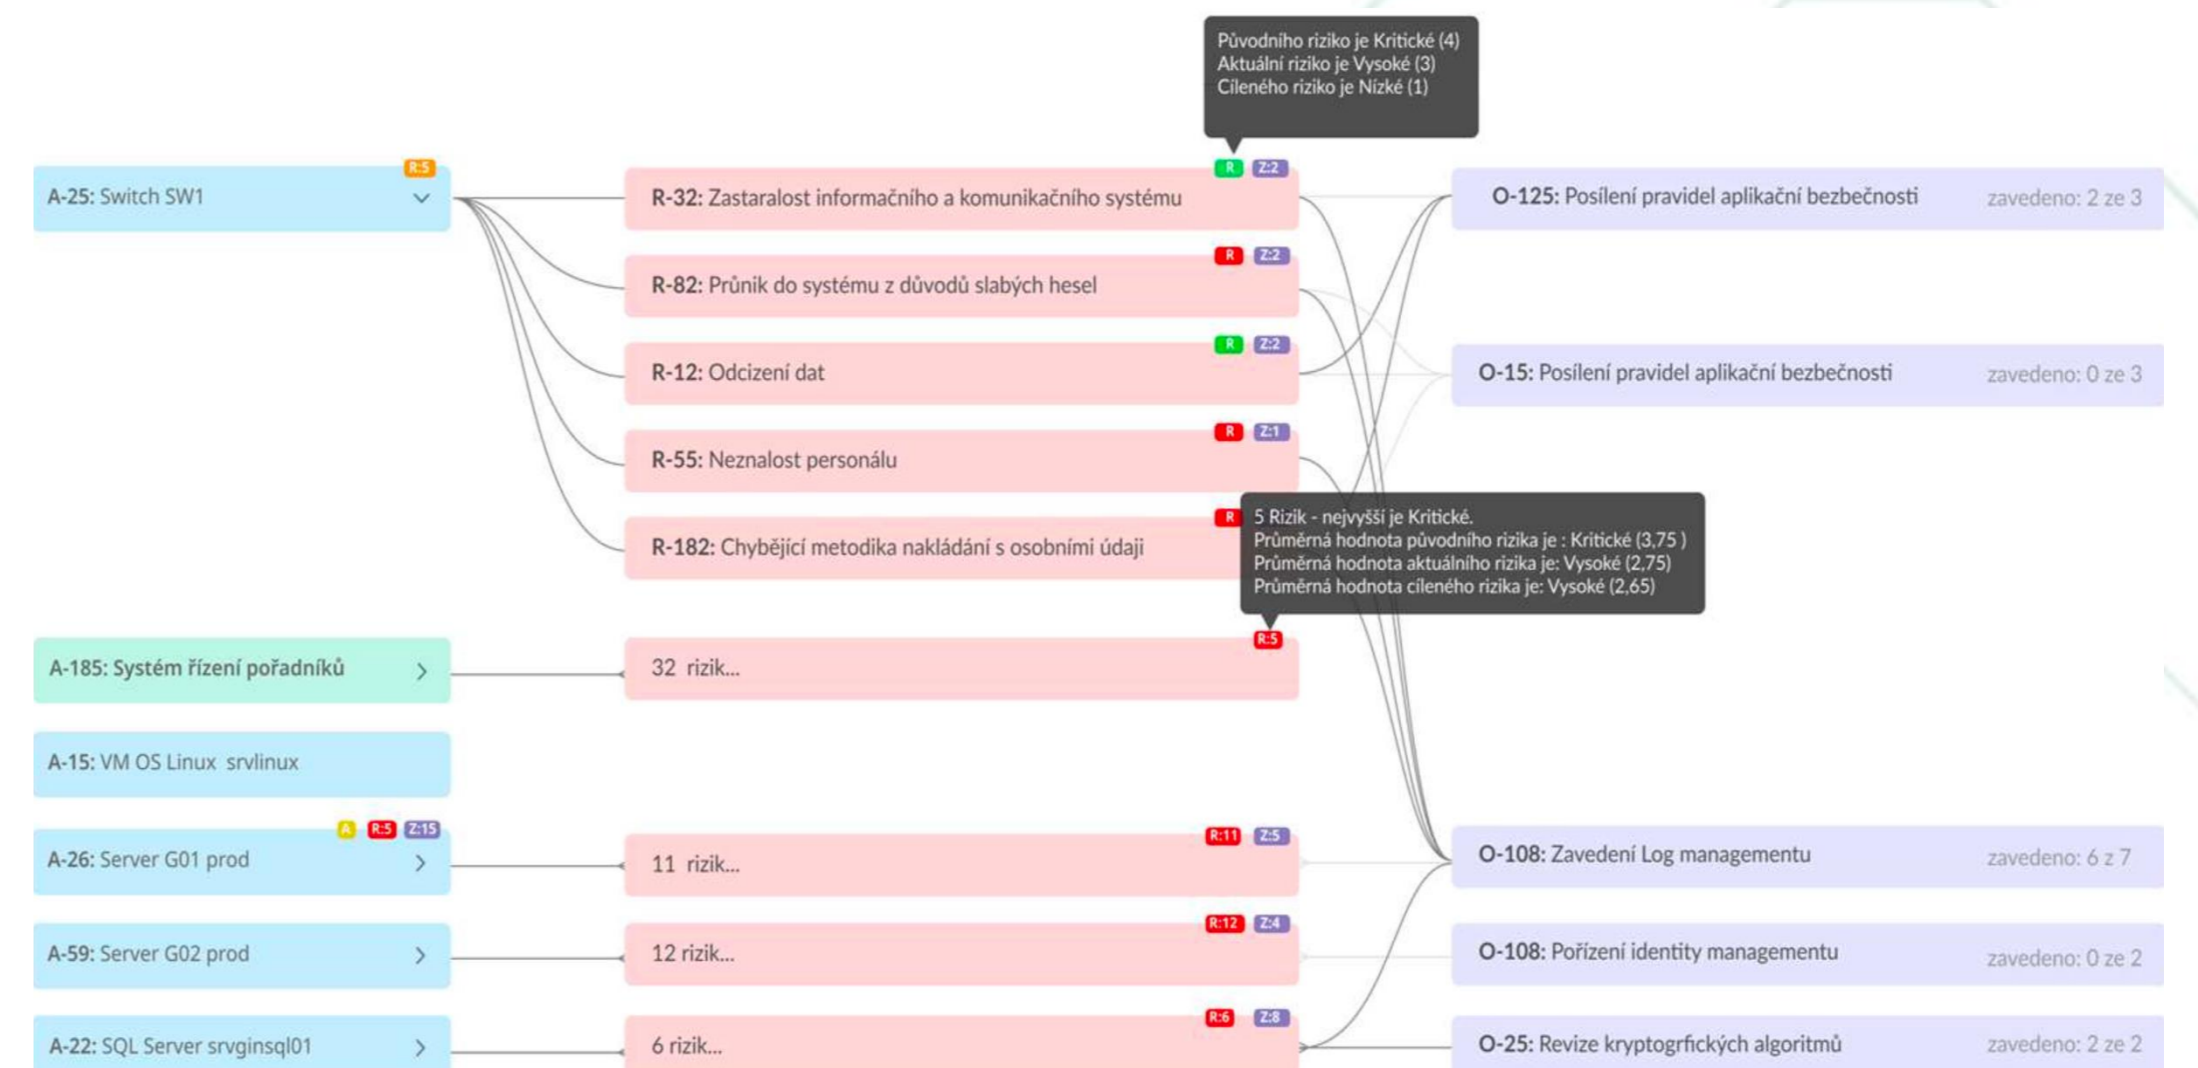 Původního riziko je Kritické (4)
Aktuální riziko je Vysoké (3)
Cíleného riziko je Nízké (1)
R:5
A-25: Switch SW1
R Z:2
R-32: Zastaralost informačního a komunikačního systému
O-125: Posílení pravidel aplikační bezbečnosti zavedeno: 2 ze 3
R Z:2
R-82: Průnik do systému z důvodů slabých hesel
R Z:2
R-12: Odcizení dat
O-15: Posílení pravidel aplikační bezbečnosti zavedeno: 0 ze 3
R Z:1
R-55: Neznalost personálu
R
R-182: Chybějící metodika nakládání s osobními údaji
5 Rizik - nejvyšší je Kritické.
Průměrná hodnota původního rizika je : Kritické (3,75 )
Průměrná hodnota aktuálního rizika je: Vysoké (2,75)
Průměrná hodnota cíleného rizika je: Vysoké (2,65)
R:5
A-185: Systém řízení pořadníků
32 rizik...
A-15: VM OS Linux srvlinux
A R:5 Z:15
A-26: Server G01 prod
R:11 Z:5
11 rizik...
O-108: Zavedení Log managementu zavedeno: 6 z 7
A-59: Server G02 prod
R:12 Z:4
12 rizik...
O-108: Pořízení identity managementu zavedeno: 0 ze 2
A-22: SQL Server srvginsql01
R:6 Z:8
6 rizik...
O-25: Revize kryptogrfických algoritmů zavedeno: 2 ze 2